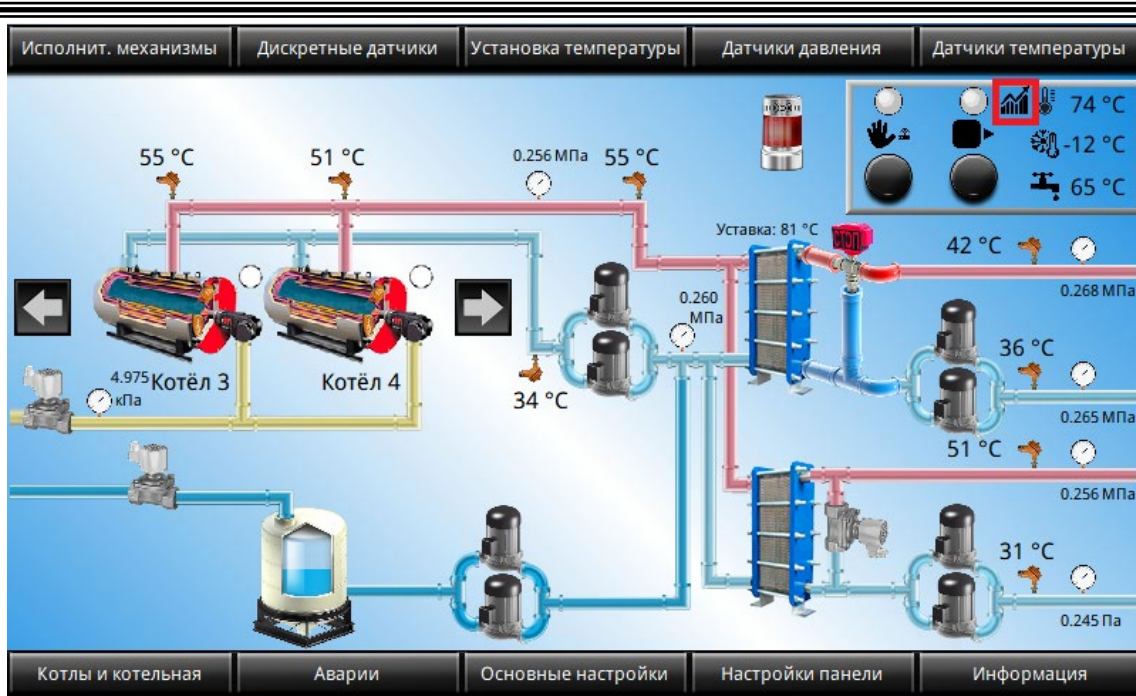 Исполнит. механизмы
Дискретные датчики
Установка температуры
Датчики давления
Датчики температуры
74 °C
-12 °C
65 °C
55 °C
51 °C
0.256 МПа
55 °C
Уставка: 81 °C
42 °C
0.268 МПа
0.260
МПа
36 °C
4.975
кПа
Котёл 3
Котёл 4
34 °C
0.265 МПа
51 °C
0.256 МПа
31 °C
0.245 Па
Котлы и котельная
Аварии
Основные настройки
Настройки панели
Информация